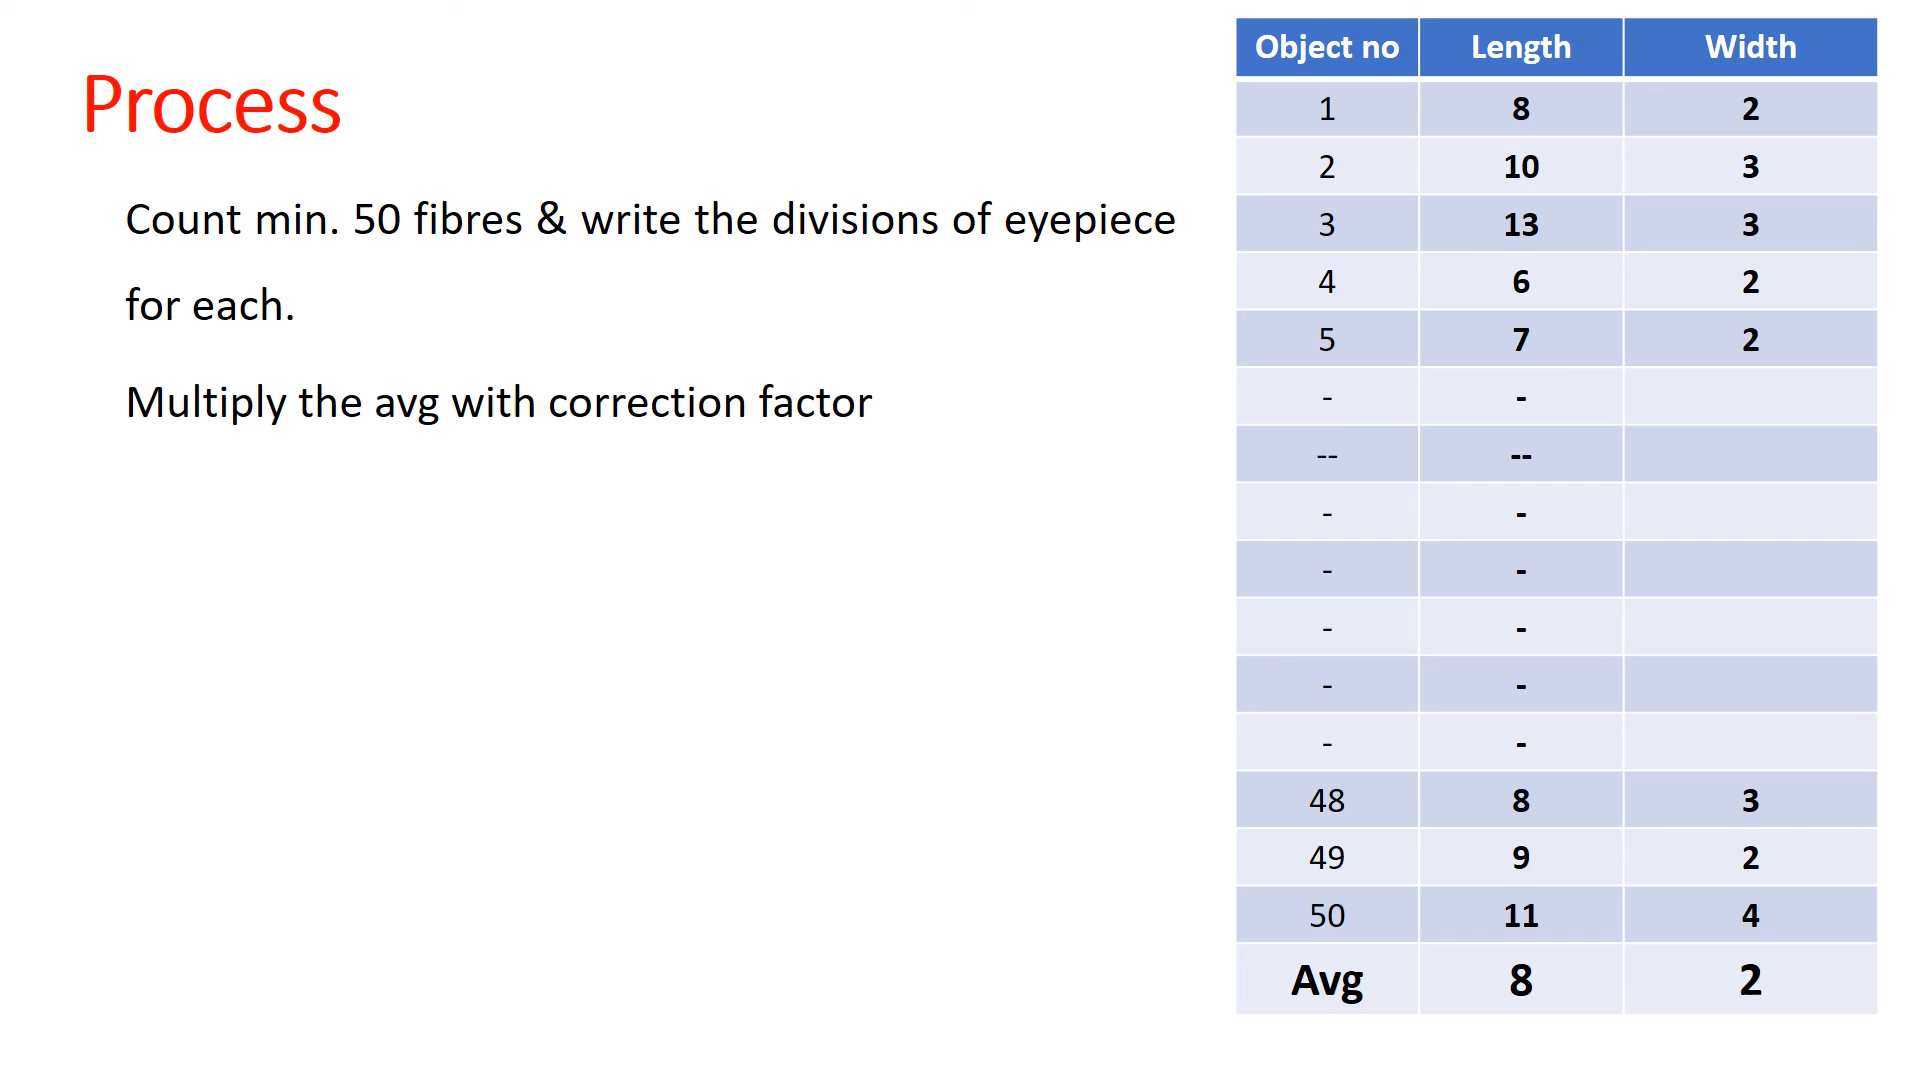 Process
Count min. 50 fibres & write the divisions of eyepiece
for each.
Multiply the avg with correction factor
Object no Length Width
1 8 2
2 10 3
3 13 3
4 6 2
5 7 2
- -
-- --
- -
- -
- -
- -
- -
48 8 3
49 9 2
50 11 4
Avg 8 2